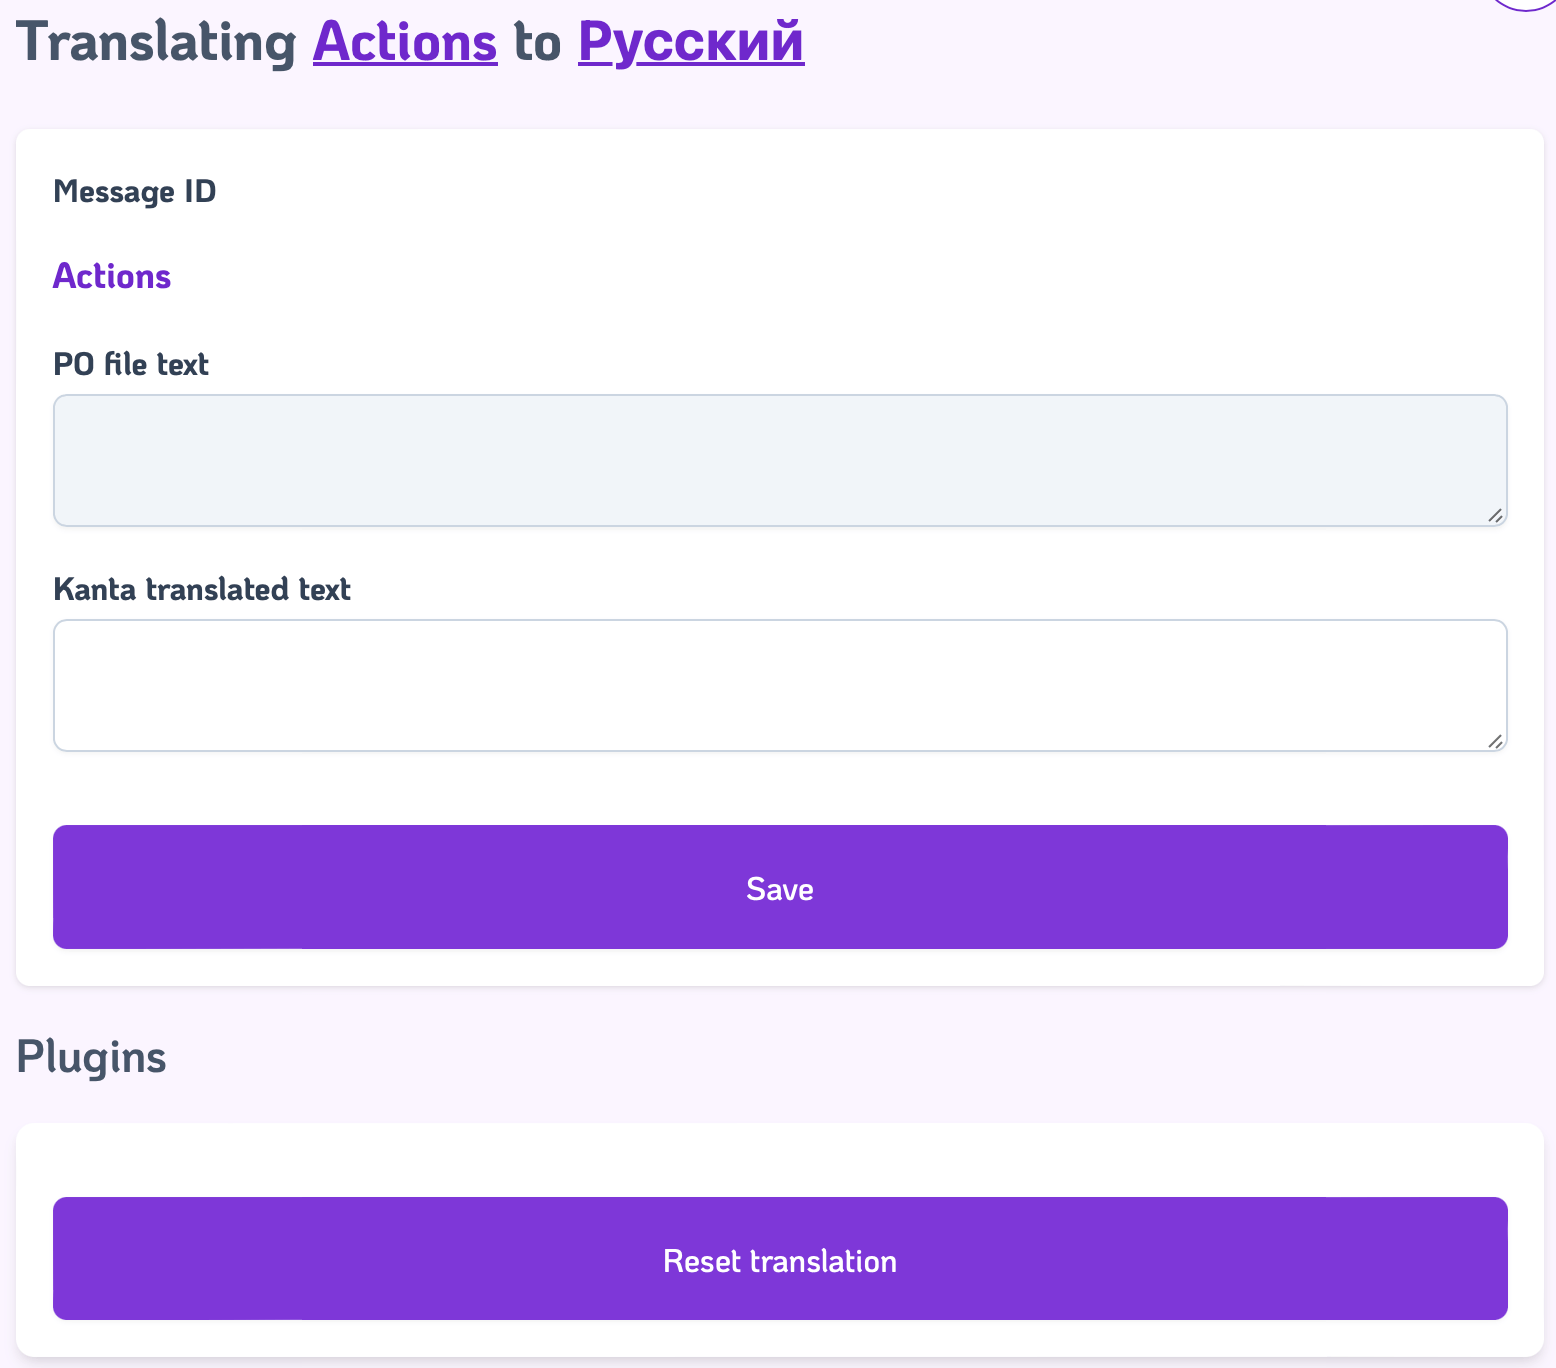 Translating Actions to Русский
Message ID
Actions
PO file text
Kanta translated text
Save
Plugins
Reset translation